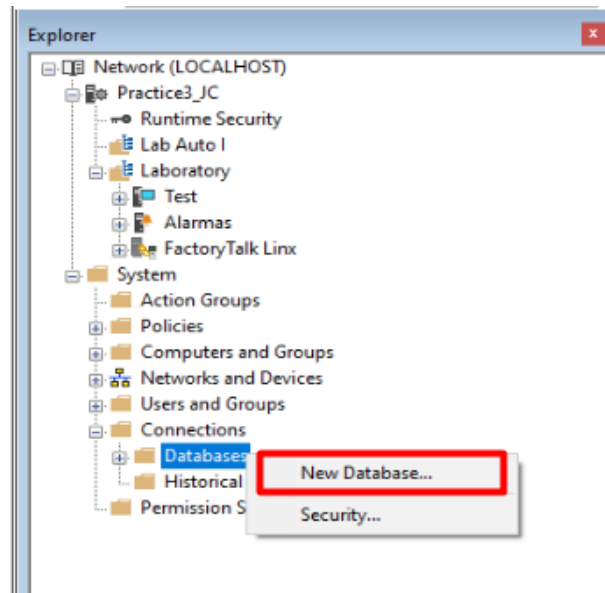 Explorer
x
Network (LOCALHOST)
Practice3_JC
Runtime Security
Lab Auto I
Laboratory
Test
Alarmas
FactoryTalk Linx
System
Action Groups
Policies
Computers and Groups
Networks and Devices
Users and Groups
Connections
Databases
New Database...
Historical
Permission S
Security...